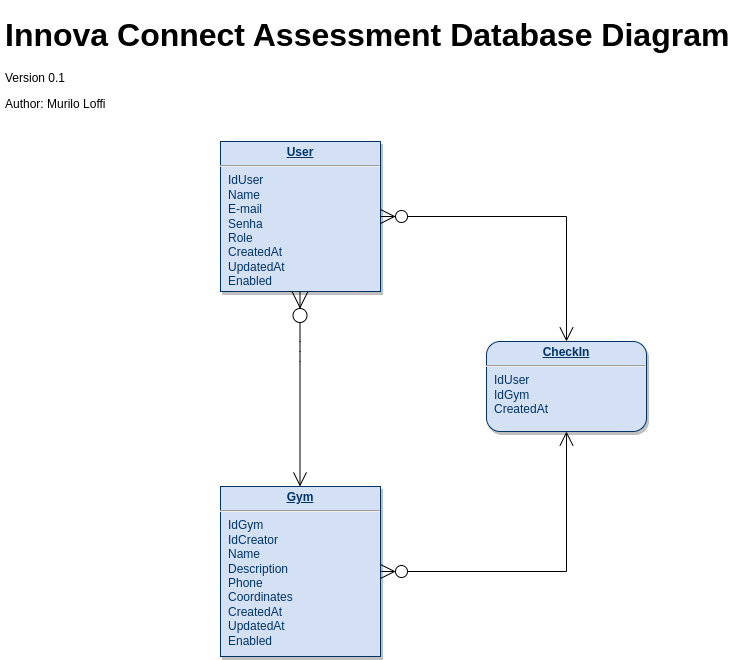 Innova Connect Assessment Database Diagram
Version 0.1
Author: Murilo Loffi
User
IdUser
Name
E-mail
Senha
Role
CreatedAt
UpdatedAt
Enabled
CheckIn
IdUser
IdGym
CreatedAt
Gym
IdGym
IdCreator
Name
Description
Phone
Coordinates
CreatedAt
UpdatedAt
Enabled